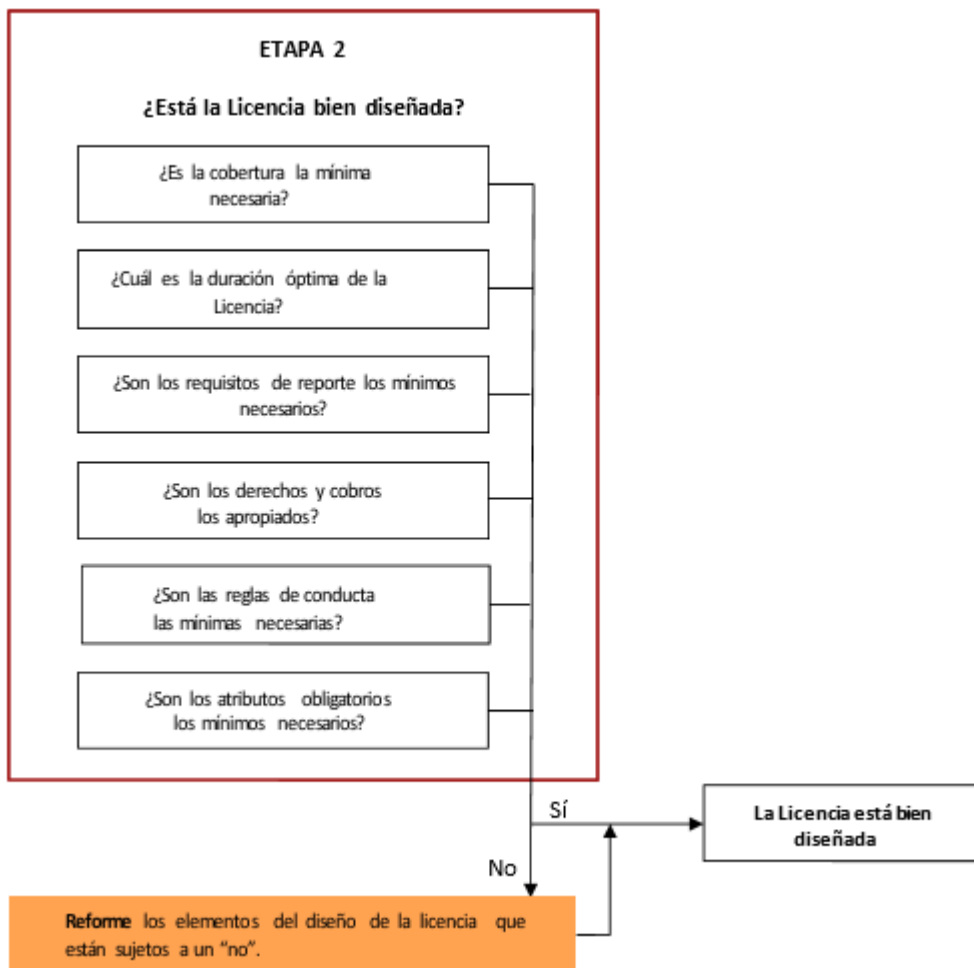 ETAPA 2
¿Está la Licencia bien diseñada?
¿Es la cobertura la mínima
necesaria?
¿Cuál es la duración óptima de la
Licencia?
¿Son los requisitos de reporte los mínimos
necesarios?
¿Son los derechos y cobros
los apropiados?
¿Son las reglas de conducta
las mínimas necesarias?
¿Son los atributos obligatorios
los mínimos necesarios?
Sí
La Licencia está bien
diseñada
No
Reforme los elementos del diseño de la licencia que
están sujetos a un “no”.